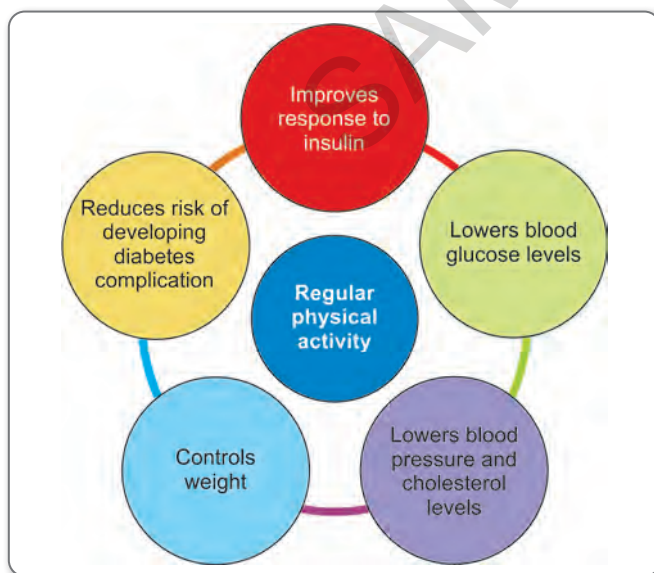 Improves
response to
insulin
Lowers blood
glucose levels
Lowers blood
pressure and
cholesterol
levels
Controls
weight
Reduces risk of
developing
diabetes
complication
Regular
physical
activity